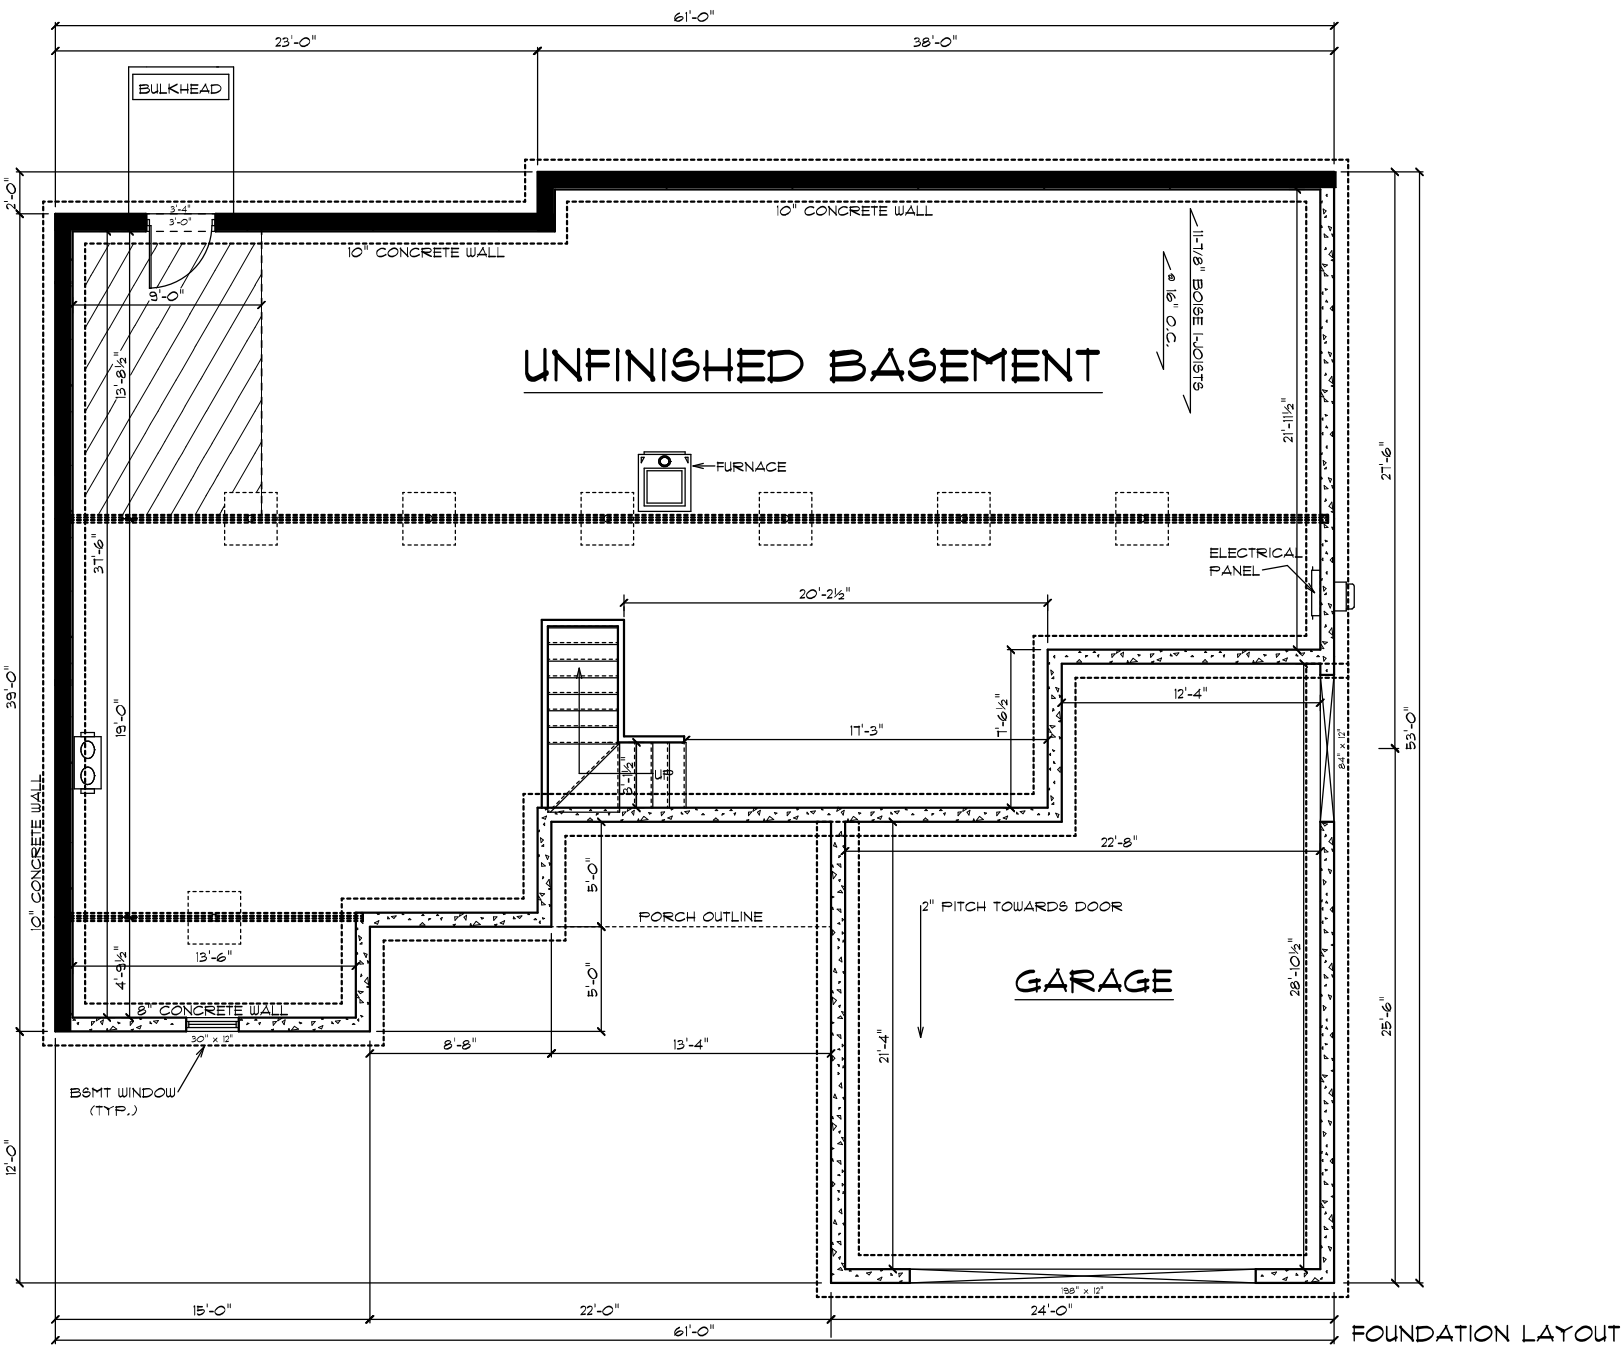 61'-0"
23'-0"
38'-0"
BULKHEAD
2'-0"
3'-4"
3'-0"
10" CONCRETE WALL
10" CONCRETE WALL
9'-0"
11-7/8" BOISE I-JOISTS
@ 16" O.C.
13'-8½"
UNFINISHED BASEMENT
21'-11½"
27'-6"
FURNACE
37'-6"
ELECTRICAL
PANEL
20'-2½"
39'-0"
19'-0"
12'-4"
7'-6½"
17'-3"
53'-0"
84" x 12"
3'-1½"
UP
10" CONCRETE WALL
22'-8"
5'-0"
2" PITCH TOWARDS DOOR
PORCH OUTLINE
13'-6"
4'-9½"
5'-0"
28'-10½"
GARAGE
8" CONCRETE WALL
30" x 12"
25'-6"
8'-8"
13'-4"
21'-4"
BSMT WINDOW
(TYP.)
12'-0"
198" x 12"
15'-0"
22'-0"
24'-0"
61'-0"
FOUNDATION LAYOUT